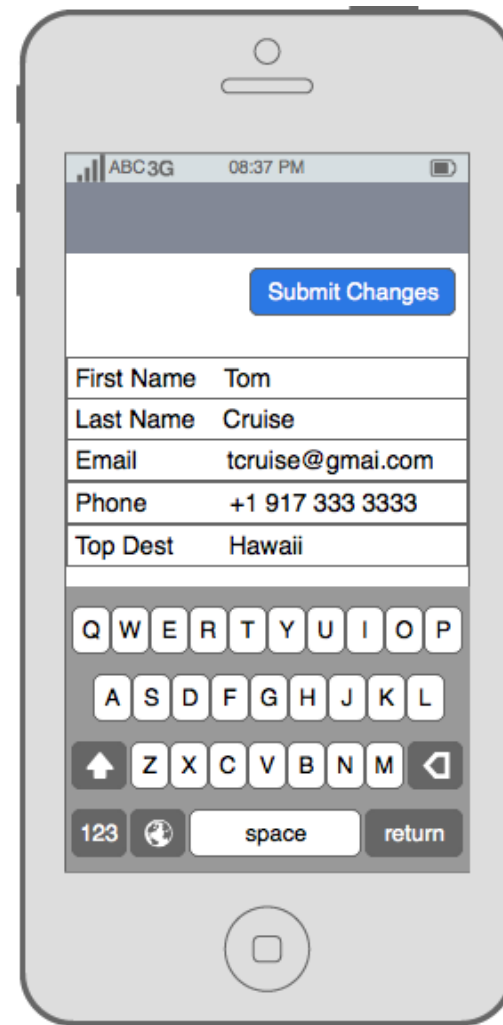 ABC 3G 08:37 PM
Submit Changes
First Name Tom
Last Name Cruise
Email tcruise@gmai.com
Phone +1 917 333 3333
Top Dest Hawaii
Q W E R T Y U I O P
A S D F G H J K L
Z X C V B N M
123 space return